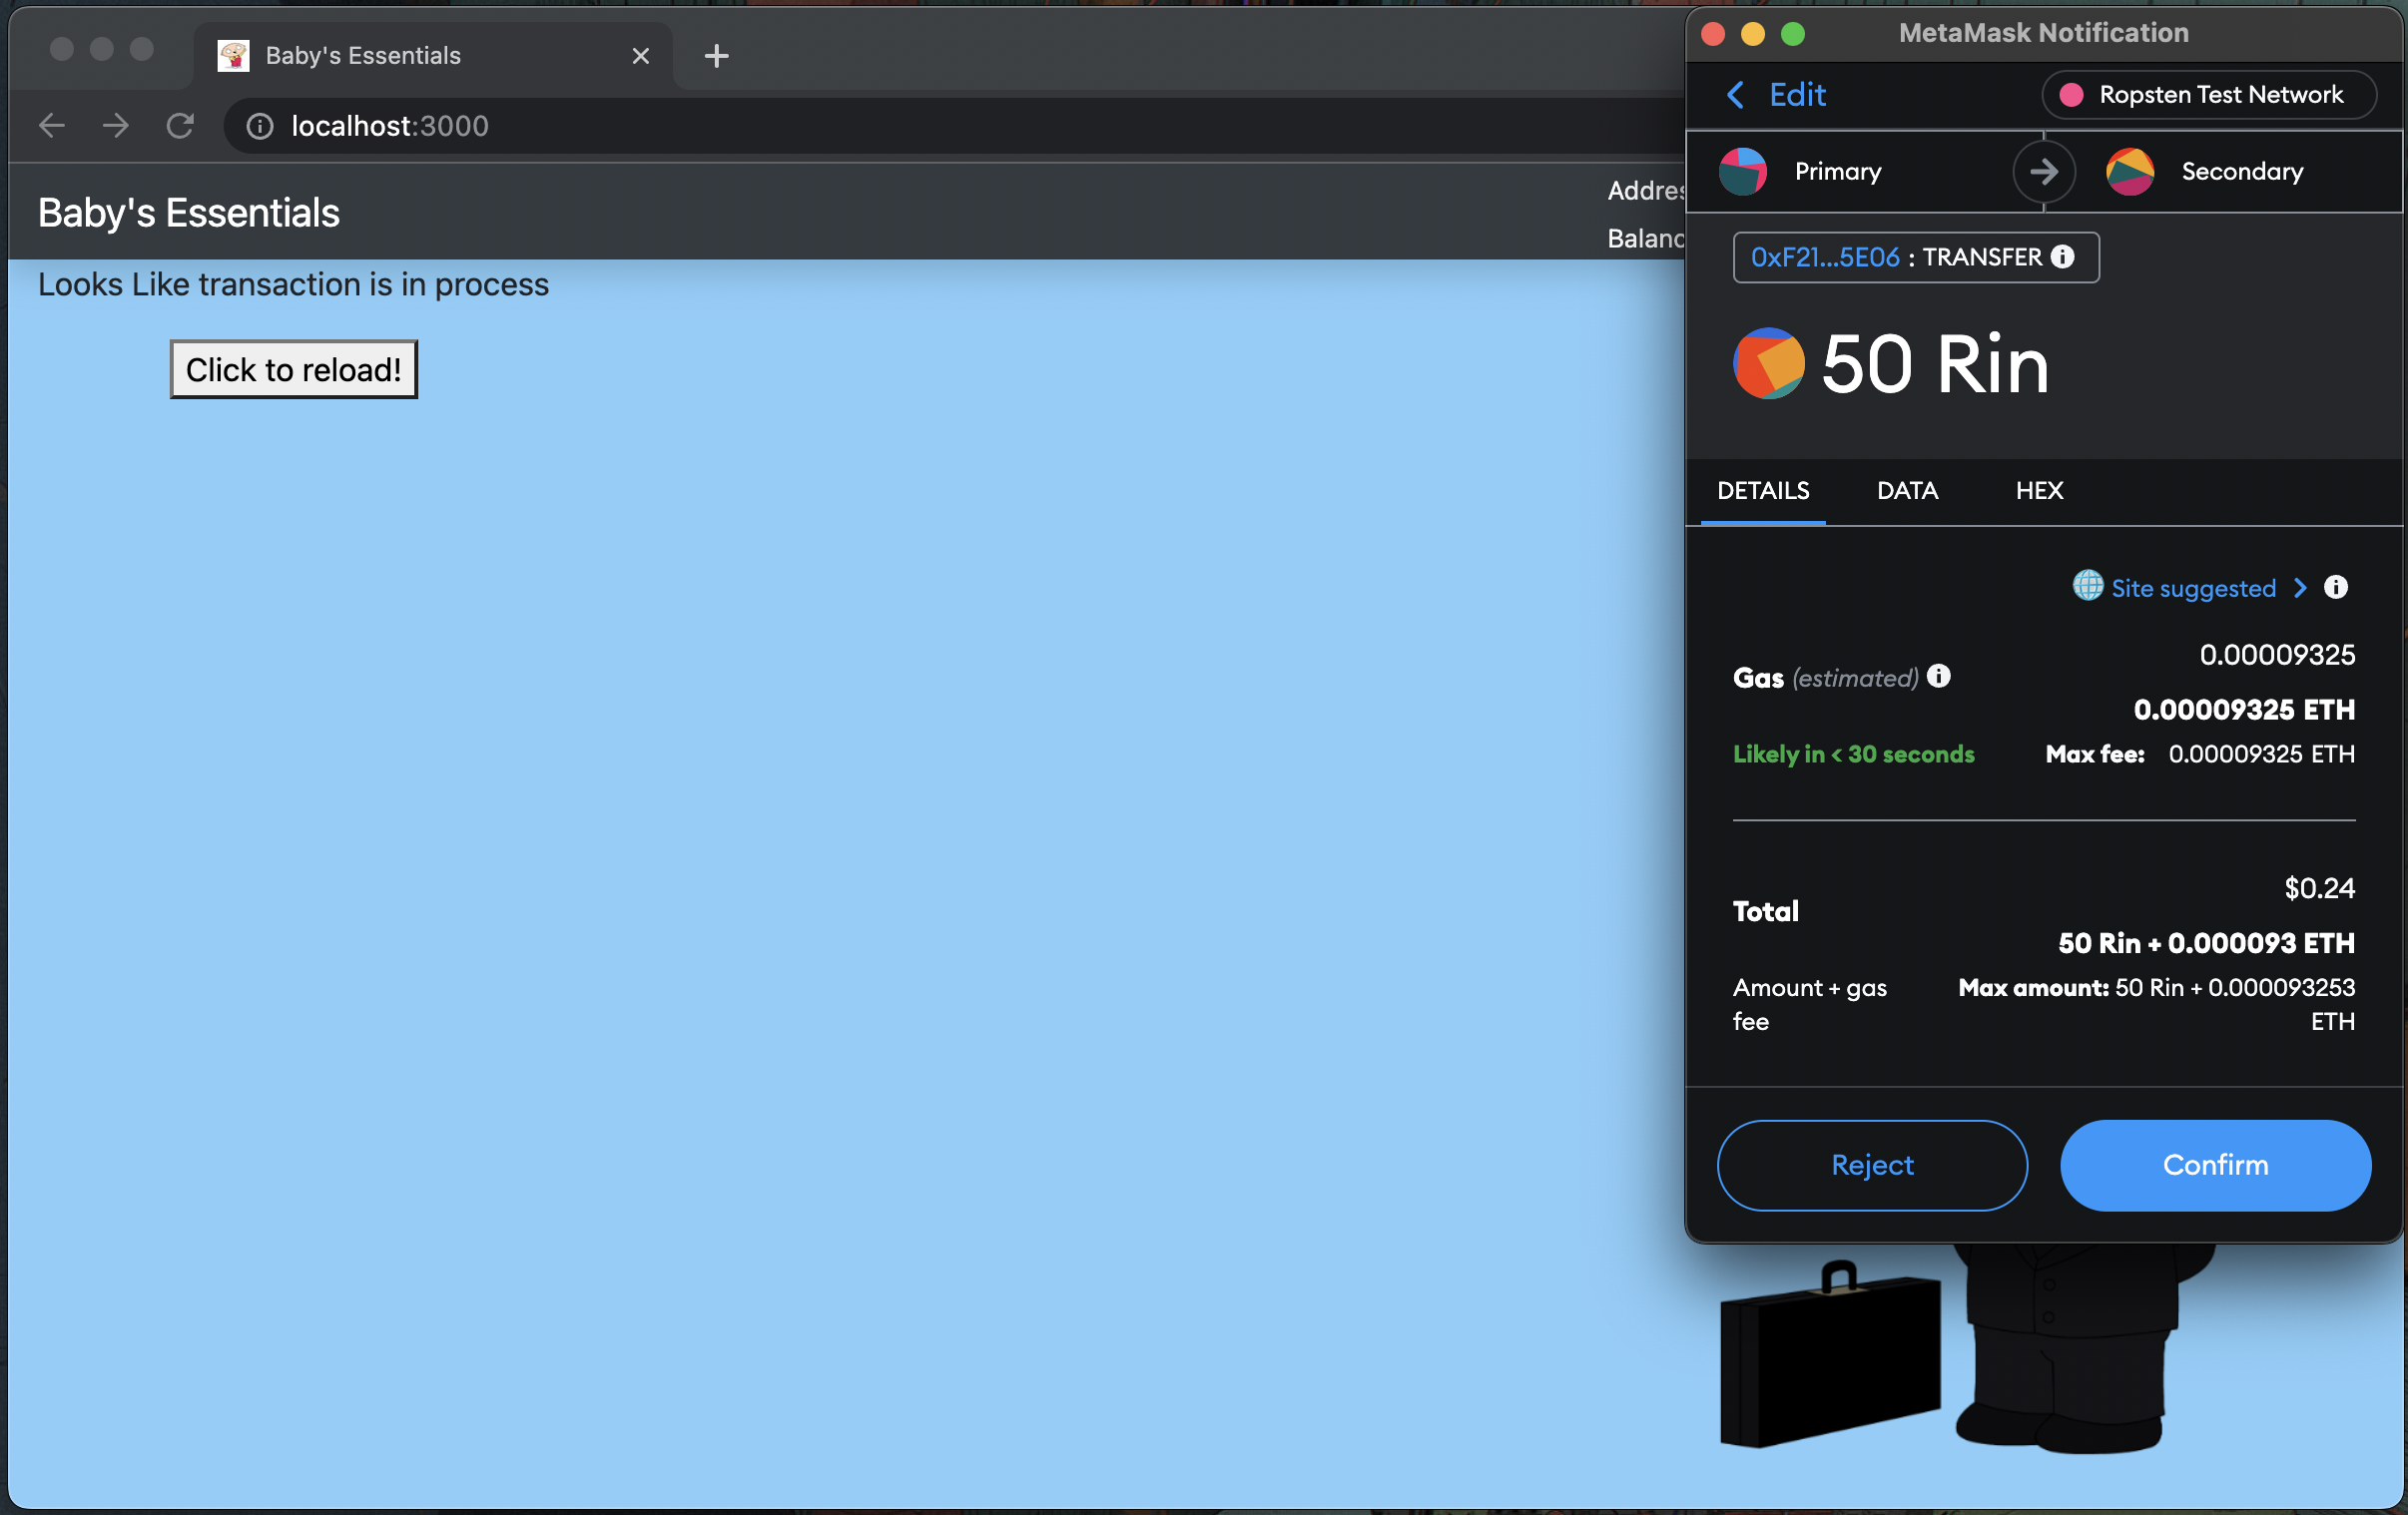 Baby's Essentials
localhost:3000
Baby's Essentials
Looks Like transaction is in process
Click to reload!
MetaMask Notification
Edit
Ropsten Test Network
Primary
Secondary
0xF21...5E06 : TRANSFER
50 Rin
DETAILS DATA HEX
Site suggested
0.00009325
Gas (estimated)
0.00009325 ETH
Likely in < 30 seconds Max fee: 0.00009325 ETH
$0.24
Total
50 Rin + 0.000093 ETH
Amount + gas fee
Max amount: 50 Rin + 0.000093253
ETH
Reject
Confirm